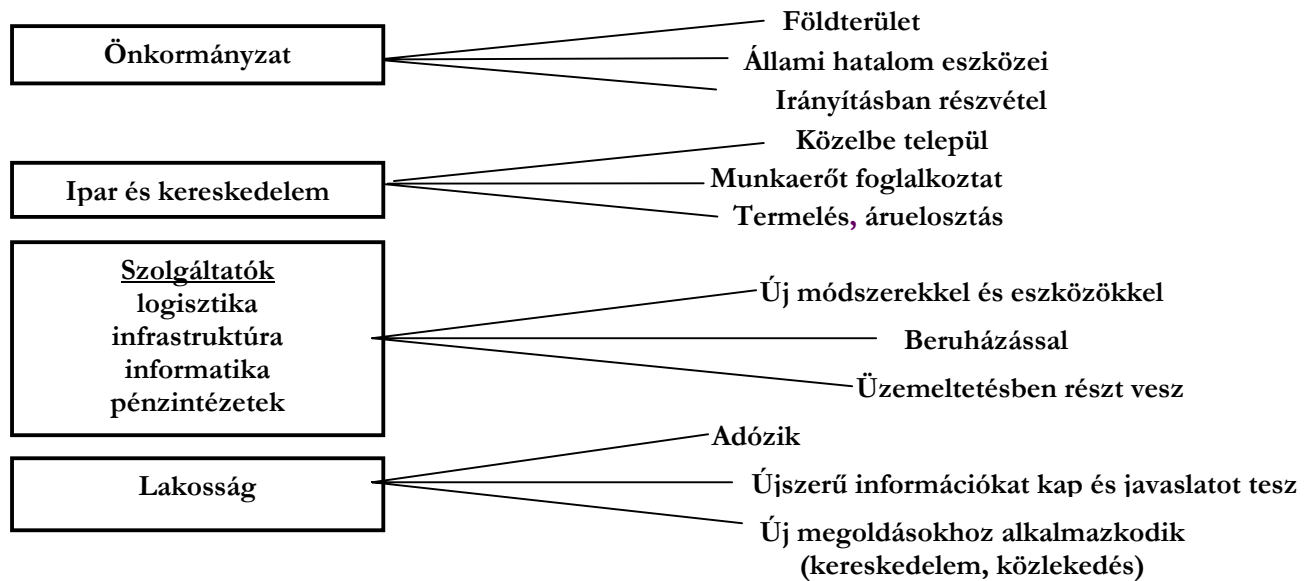 Önkormányzat
Földterület
Állami hatalom eszközei
Irányításban részvétel
Ipar és kereskedelem
Közelbe települ
Munkaerőt foglalkoztat
Termelés, áruelosztás
Szolgáltatók
logisztika
infrastruktúra
informatika
pénzintézetek
Új módszerekkel és eszközökkel
Beruházással
Üzemeltetésben részt vesz
Lakosság
Adózik
Újszerű információkat kap és javaslatot tesz
Új megoldásokhoz alkalmazkodik
(kereskedelem, közlekedés)